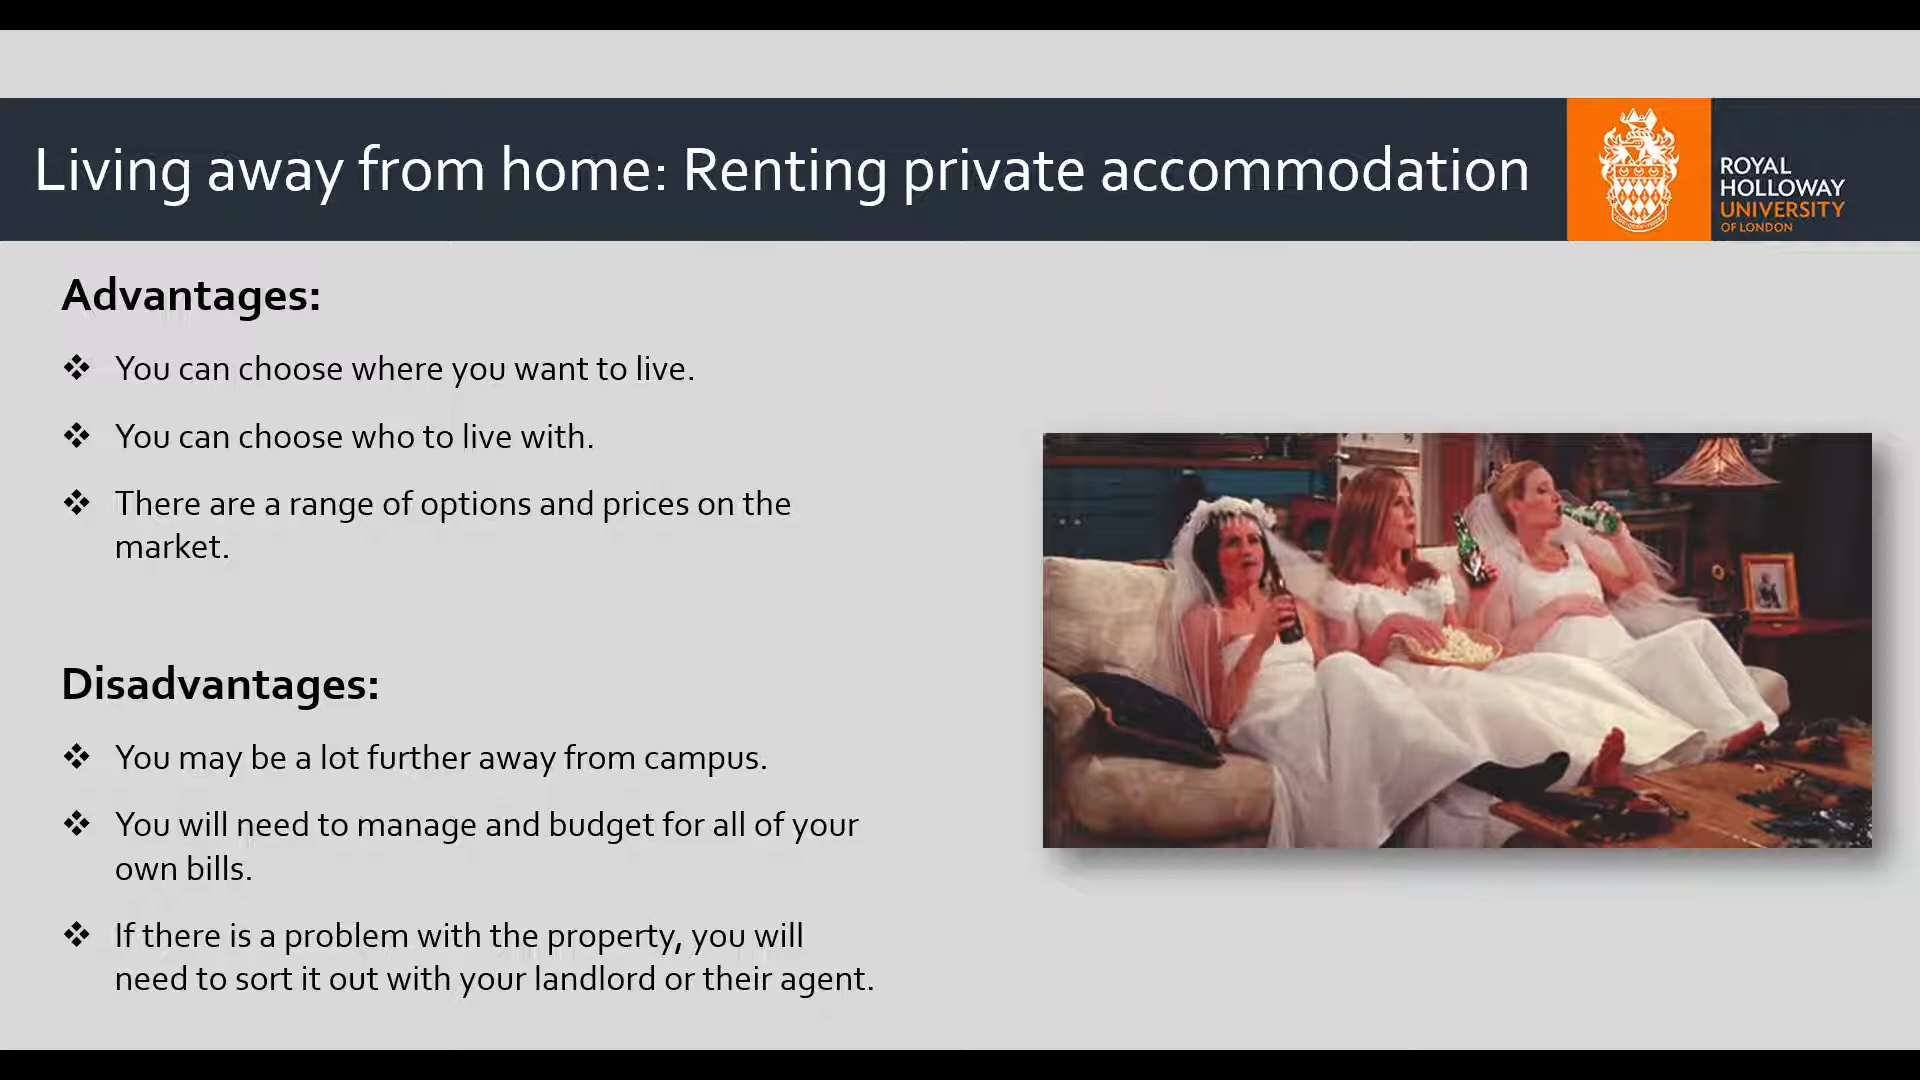 Living away from home: Renting private accommodation
ROYAL
HOLLOWAY
UNIVERSITY
OF LONDON
Advantages:
❖ You can choose where you want to live.
❖ You can choose who to live with.
❖ There are a range of options and prices on the
market.
Disadvantages:
❖ You may be a lot further away from campus.
❖ You will need to manage and budget for all of your
own bills.
❖ If there is a problem with the property, you will
need to sort it out with your landlord or their agent.